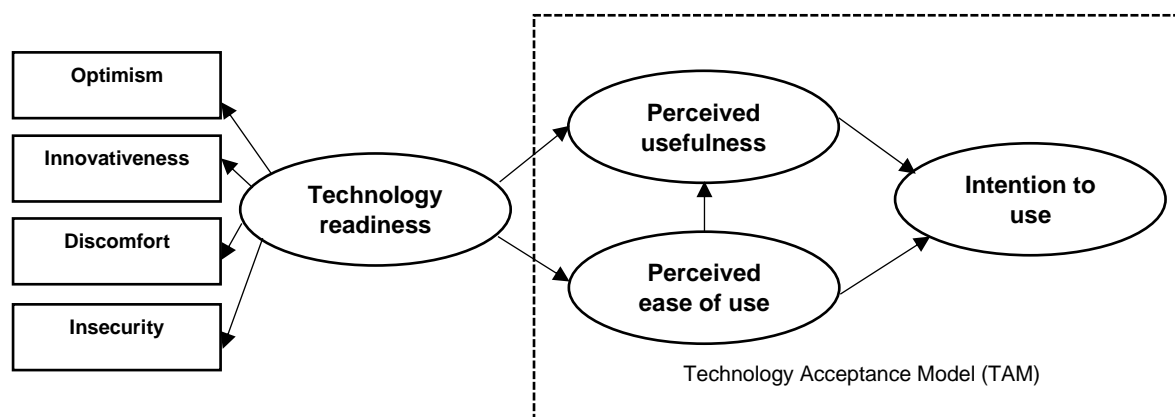 Optimism
Innovativeness
Discomfort
Insecurity
Technology
readiness
Perceived
usefulness
Perceived
ease of use
Intention to
use
Technology Acceptance Model (TAM)